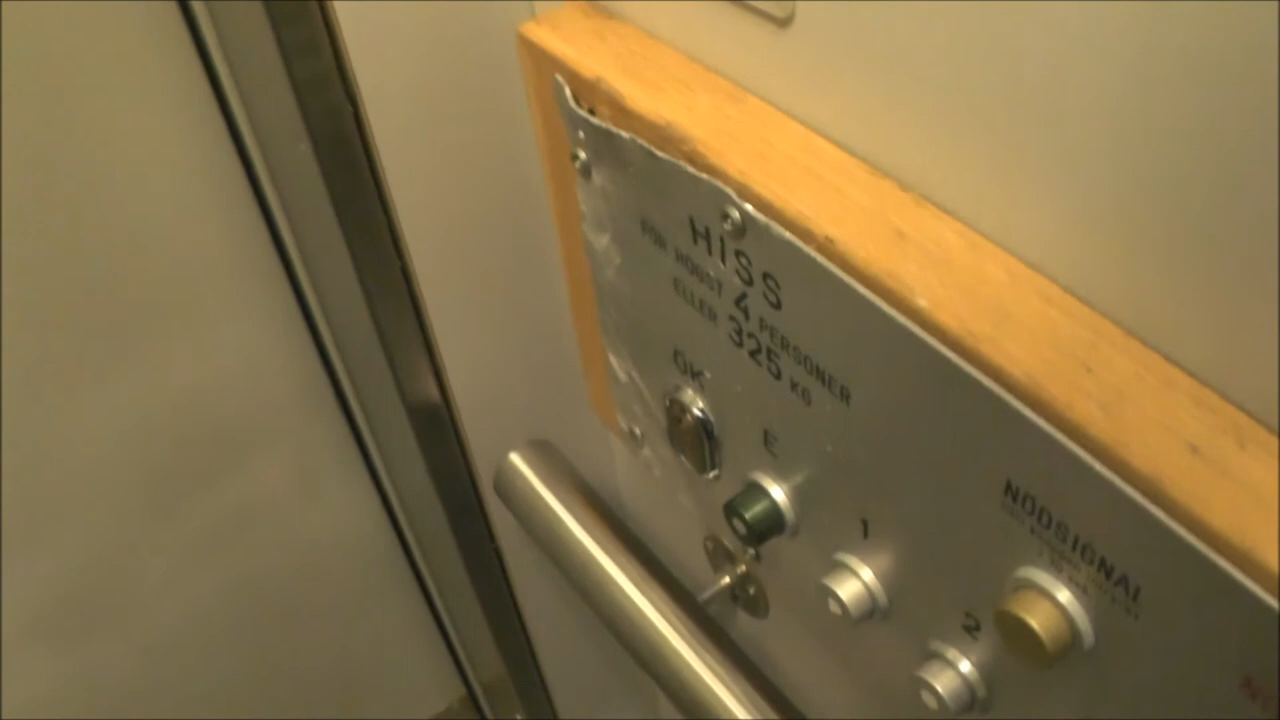 HISS
FÖR HÖGST 4 PERSONER
ELLER 325 KG
OK
E
1
2
NÖDSIGNAL